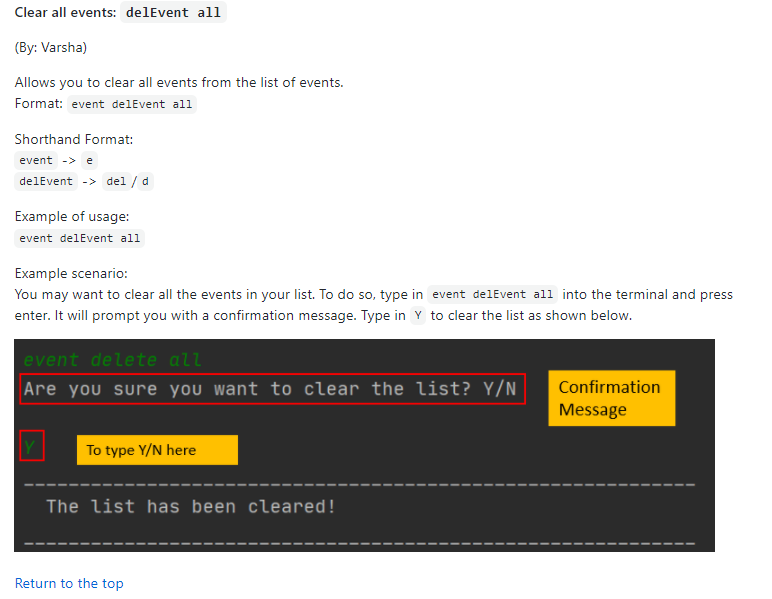 Clear all events: delEvent all
(By: Varsha)
Allows you to clear all events from the list of events.
Format: event delEvent all
Shorthand Format:
event -> e
delEvent -> del / d
Example of usage:
event delEvent all
Example scenario:
You may want to clear all the events in your list. To do so, type in event delEvent all into the terminal and press
enter. It will prompt you with a confirmation message. Type in Y to clear the list as shown below.
event delete all
Are you sure you want to clear the list? Y/N
Confirmation
Message
Y
To type Y/N here
------------------------------------------------------------
The list has been cleared!
------------------------------------------------------------
Return to the top